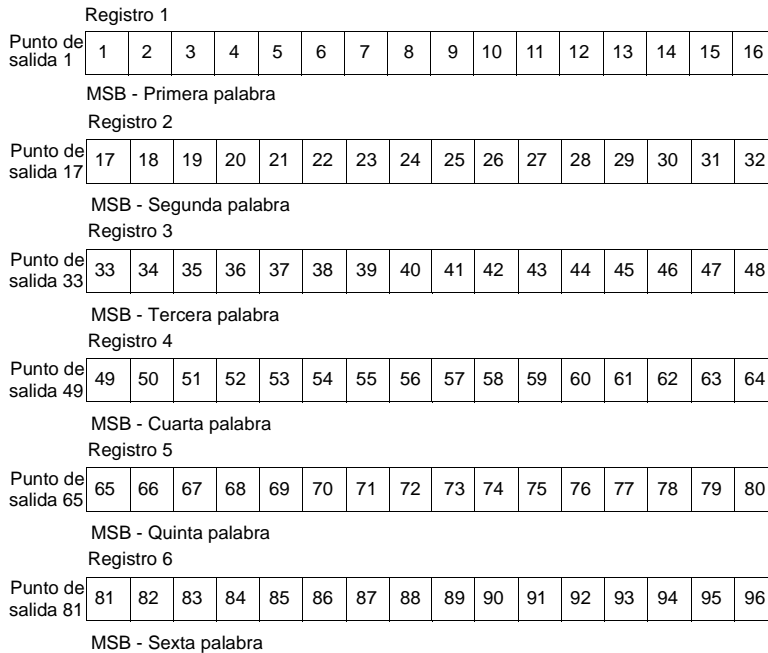 Registro 1
Punto de
salida 1
1 2 3 4 5 6 7 8 9 10 11 12 13 14 15 16
MSB - Primera palabra
Registro 2
Punto de
salida 17
17 18 19 20 21 22 23 24 25 26 27 28 29 30 31 32
MSB - Segunda palabra
Registro 3
Punto de
salida 33
33 34 35 36 37 38 39 40 41 42 43 44 45 46 47 48
MSB - Tercera palabra
Registro 4
Punto de
salida 49
49 50 51 52 53 54 55 56 57 58 59 60 61 62 63 64
MSB - Cuarta palabra
Registro 5
Punto de
salida 65
65 66 67 68 69 70 71 72 73 74 75 76 77 78 79 80
MSB - Quinta palabra
Registro 6
Punto de
salida 81
81 82 83 84 85 86 87 88 89 90 91 92 93 94 95 96
MSB - Sexta palabra